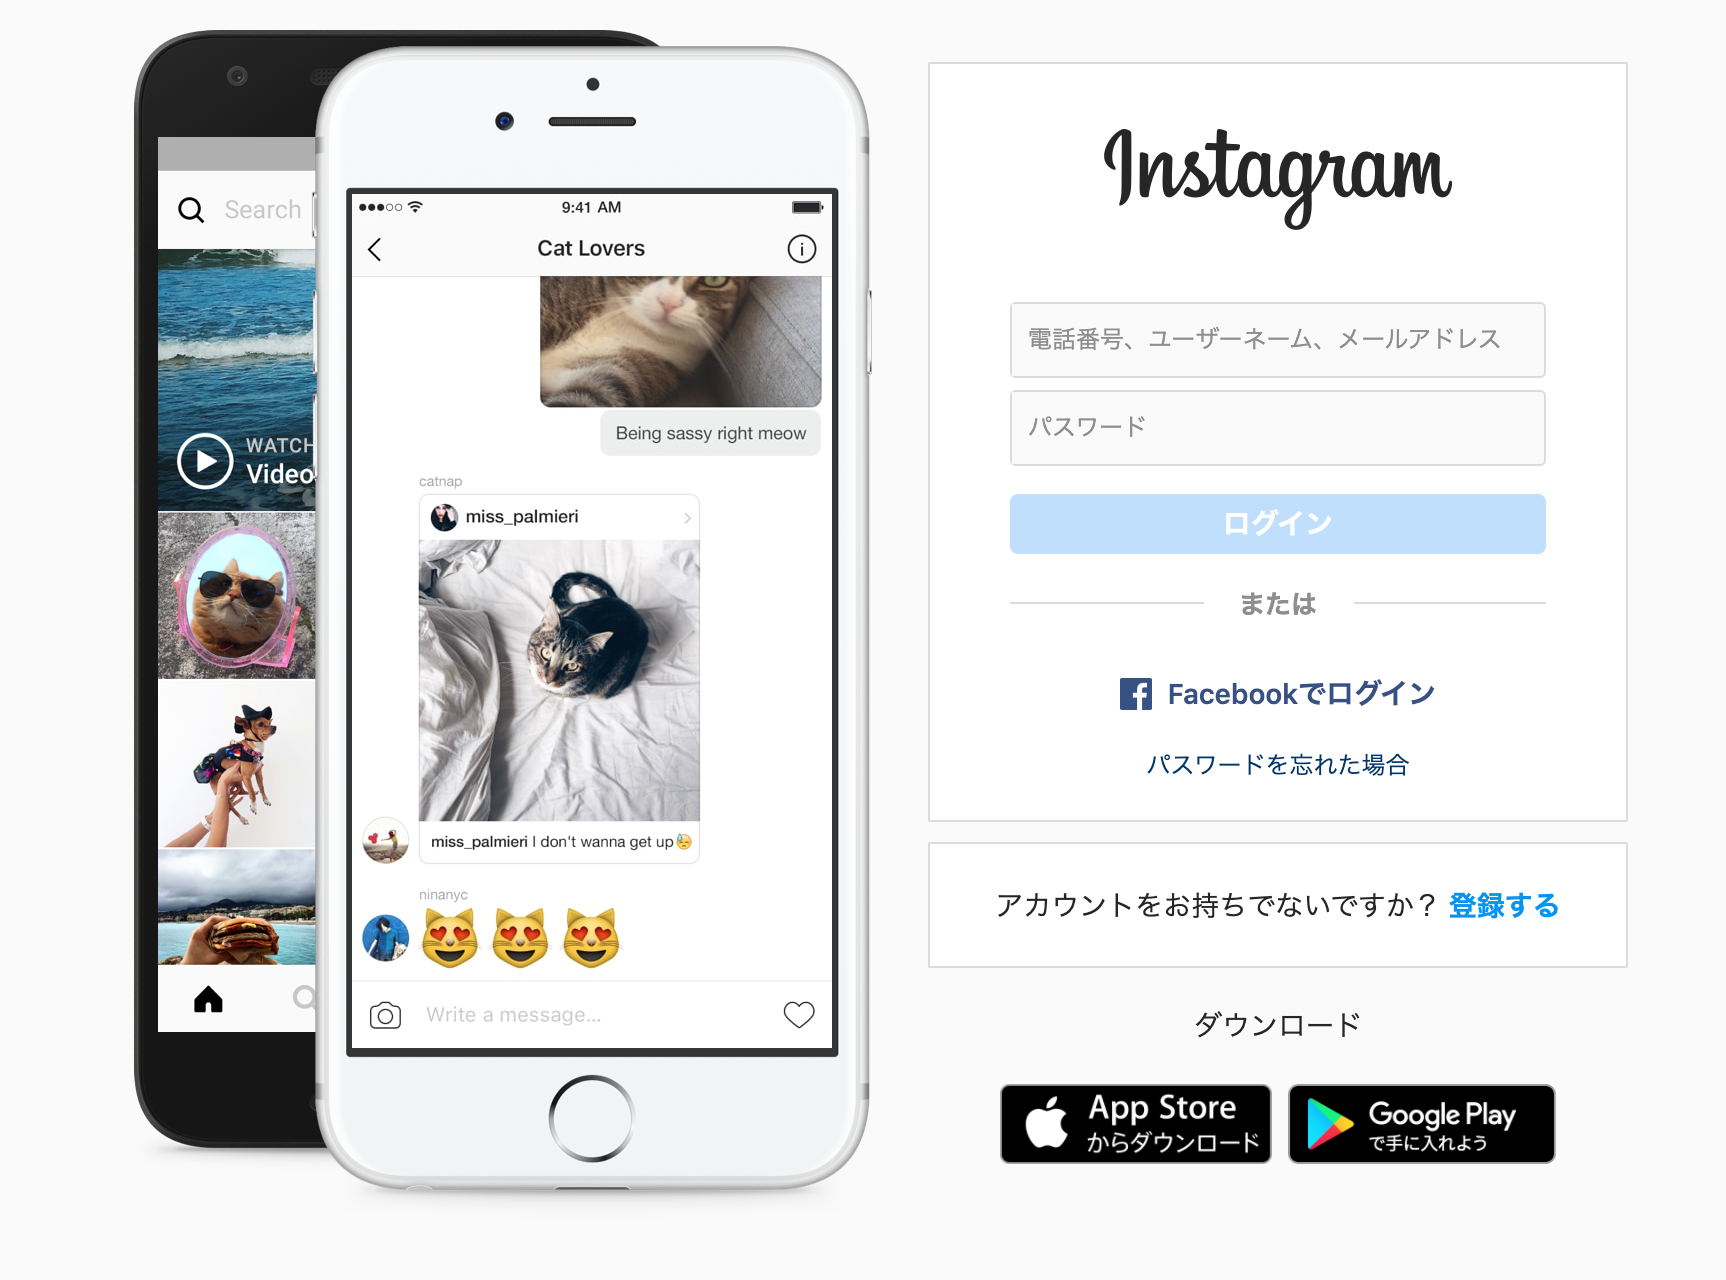 Search
WATCH
Video
9:41 AM
Cat Lovers
Being sassy right meow
catnap
miss_palmieri
miss_palmieri I don't wanna get up😓
ninanyc
😻 😻 😻
Write a message...
Instagram
電話番号、ユーザーネーム、メールアドレス
パスワード
ログイン
または
Facebookでログイン
パスワードを忘れた場合
アカウントをお持ちでないですか？ 登録する
ダウンロード
App Store
からダウンロード
Google Play
で手に入れよう